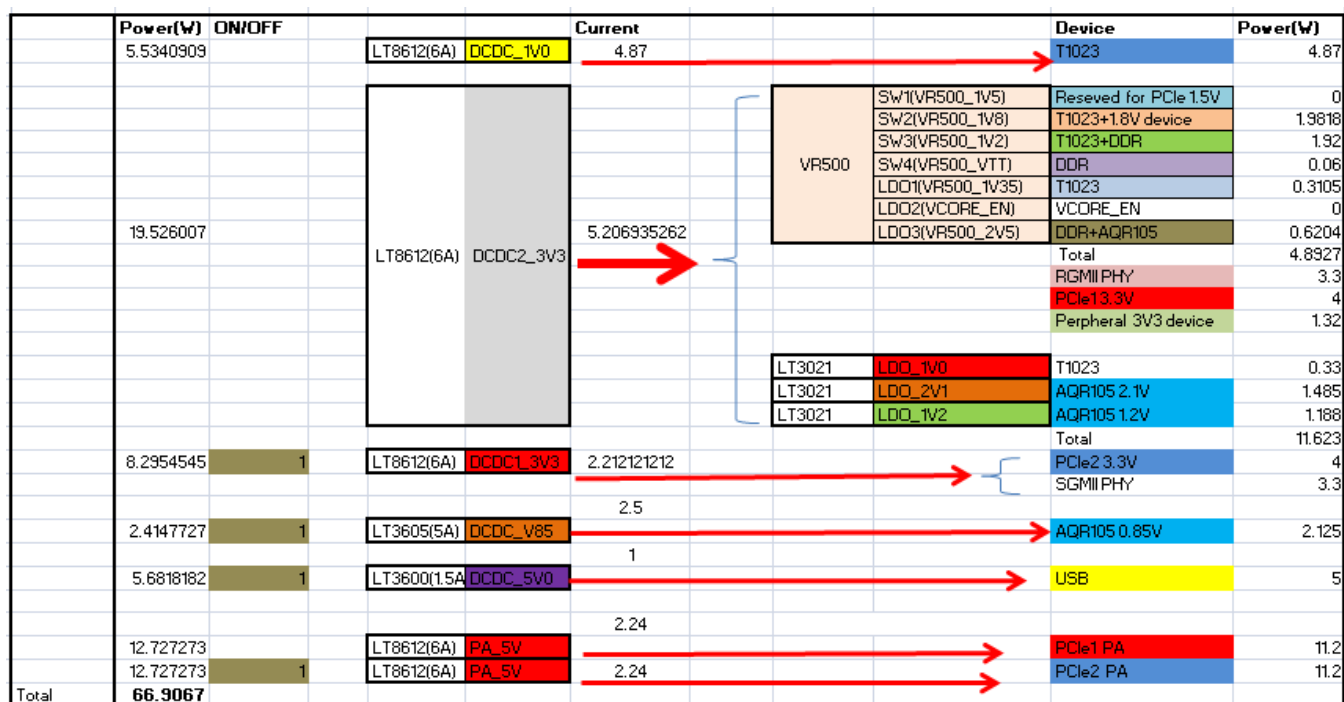 Power(W) ON/OFF Current Device Power(W)
5.5340909 LT8612(6A) DCDC_1V0 4.87 T1023 4.87
SW1(VR500_1V5) Reseved for PCIe 1.5V 0
SW2(VR500_1V8) T1023+1.8V device 1.9818
SW3(VR500_1V2) T1023+DDR 1.92
VR500 SW4(VR500_VTT) DDR 0.06
LDO1(VR500_1V35) T1023 0.3105
LDO2(VCORE_EN) VCORE_EN 0
19.526007 5.206935262 LDO3(VR500_2V5) DDR+AQR105 0.6204
LT8612(6A) DCDC2_3V3 Total 4.8927
RGMII PHY 3.3
PCIe1 3.3V 4
Perpheral 3V3 device 1.32
LT3021 LDO_1V0 T1023 0.33
LT3021 LDO_2V1 AQR105 2.1V 1.485
LT3021 LDO_1V2 AQR105 1.2V 1.188
Total 11.623
8.2954545 1 LT8612(6A) DCDC1_3V3 2.212121212 PCIe2 3.3V 4
SGMII PHY 3.3
2.5
2.4147727 1 LT3605(5A) DCDC_V85 AQR105 0.85V 2.125
1
5.6818182 1 LT3600(1.5A DCDC_5V0 USB 5
2.24
12.727273 LT8612(6A) PA_5V PCIe1 PA 11.2
12.727273 1 LT8612(6A) PA_5V 2.24 PCIe2 PA 11.2
Total 66.9067